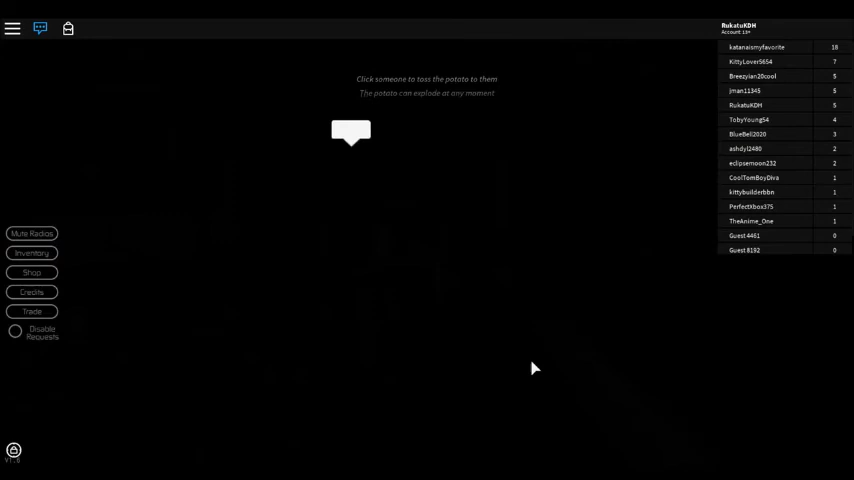 RukatuKDH
Account: 13+
katanaismyfavorite 18
KittyLover5654 7
Breezyian20cool 5
jman11345 5
RukatuKDH 5
TobyYoung54 4
BlueBell2020 3
ashdyl2480 2
eclipsemoon232 2
CoolTomBoyDiva 1
kittybuilderbbn 1
PerfectXbox375 1
TheAnime_One 1
Guest 4461 0
Guest 8192 0
Click someone to toss the potato to them
The potato can explode at any moment
Mute Radios
Inventory
Shop
Credits
Trade
Disable
Requests